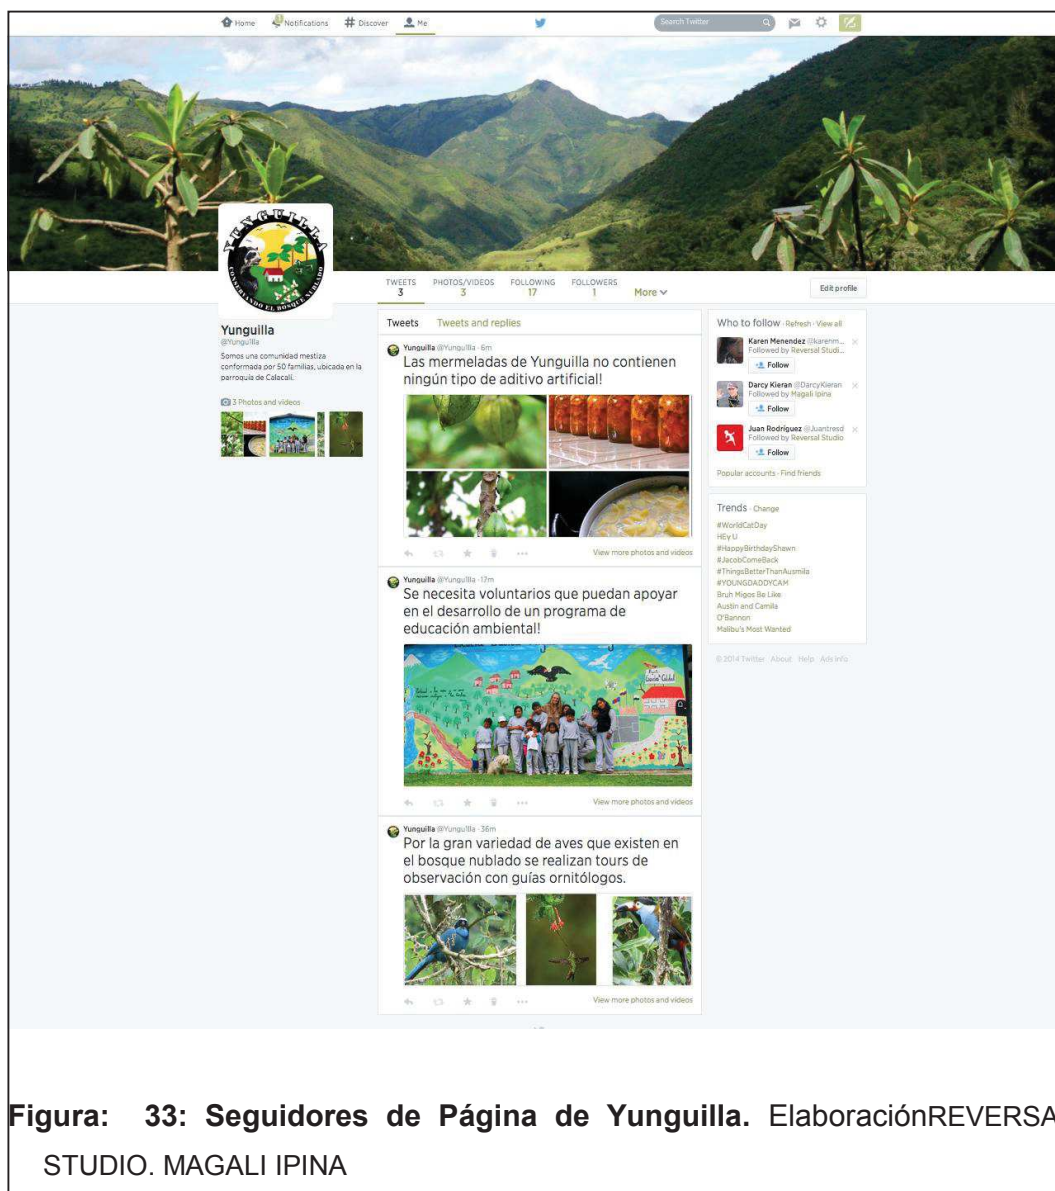 Home Notifications # Discover Me Search Twitter
YUNGUILLA
CONSERVANDO EL BOSQUE NUBLADO
TWEETS PHOTOS/VIDEOS FOLLOWING FOLLOWERS
3 3 17 1 More
Edit profile
Yunguilla
@Yungu1lla
Somos una comunidad mestiza
conformada por 50 familias, ubicada en la
parroquia de Calacalí.
3 Photos and videos
Tweets Tweets and replies
Yunguilla @Yungu1lla · 6m
Las mermeladas de Yunguilla no contienen
ningún tipo de aditivo artificial!
View more photos and videos
Yunguilla @Yungu1lla · 17m
Se necesita voluntarios que puedan apoyar
en el desarrollo de un programa de
educación ambiental!
View more photos and videos
Yunguilla @Yungu1lla · 36m
Por la gran variedad de aves que existen en
el bosque nublado se realizan tours de
observación con guías ornitólogos.
View more photos and videos
Who to follow · Refresh · View all
Karen Menendez @karenm...
Followed by Reversal Studi...
Follow
Darcy Kieran @DarcyKieran
Followed by Magali Ipina
Follow
Juan Rodríguez @Juantresd
Followed by Reversal Studio
Follow
Popular accounts · Find friends
Trends · Change
#WorldCatDay
HEy U
#HappyBirthdayShawn
#JacobComeBack
#ThingsBetterThanAusmila
#YOUNGDADDYCAM
Bruh Migos Be Like
Austin and Camila
O'Bannon
Malibu's Most Wanted
© 2014 Twitter About Help Ads info
Figura: 33: Seguidores de Página de Yunguilla. ElaboraciónREVERSA
STUDIO. MAGALI IPINA